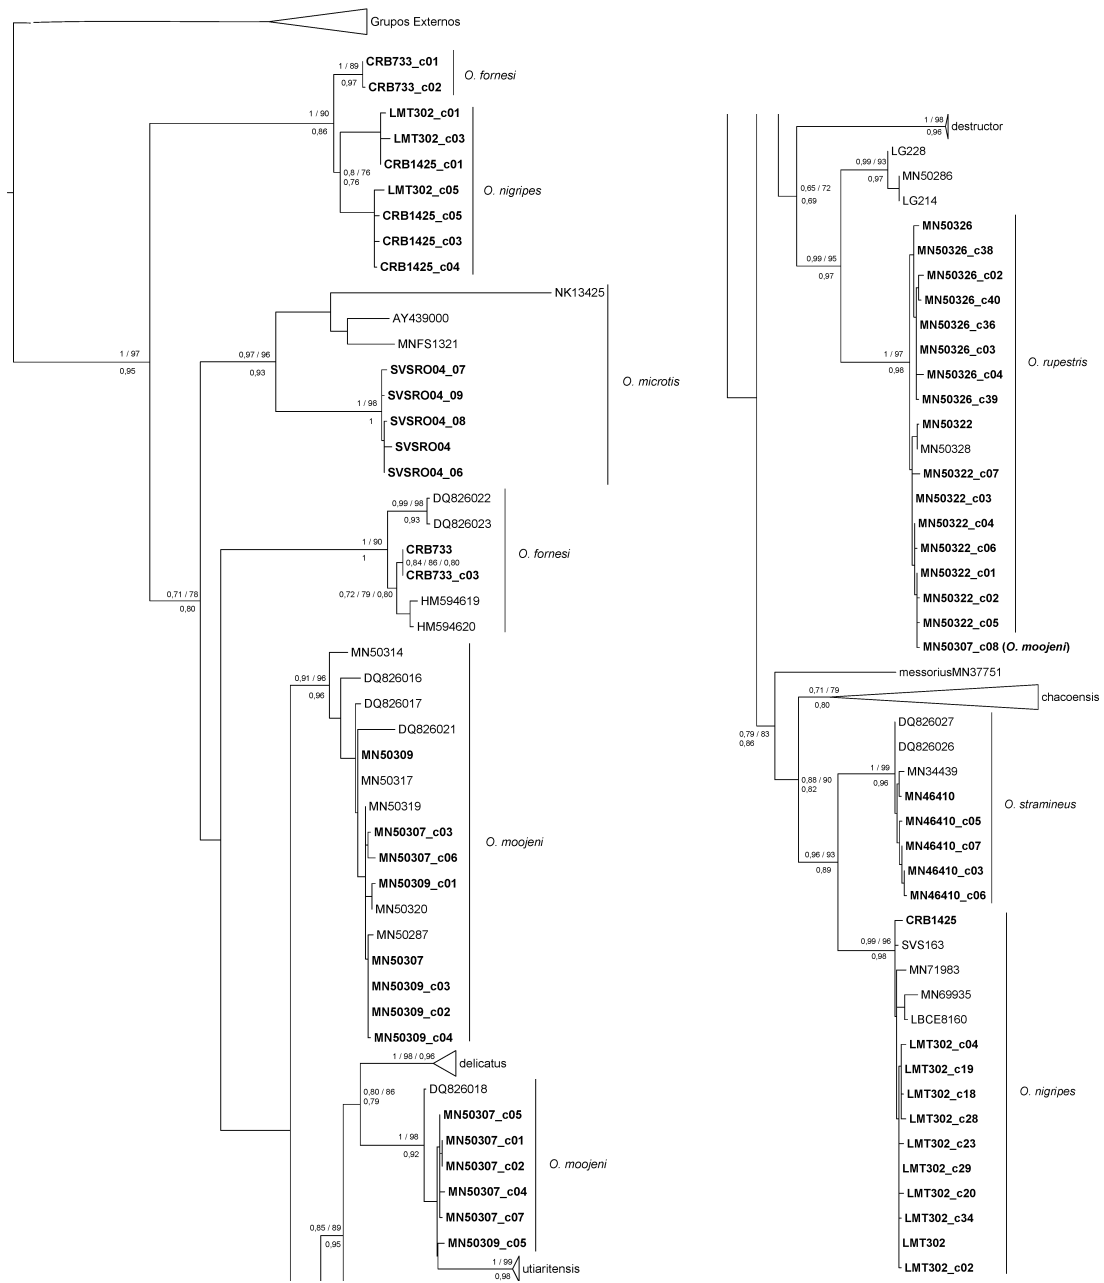 Grupos Externos
CRB733_c01
1 / 89
0,97
CRB733_c02
O. fornesi
1 / 90
0,86
LMT302_c01
LMT302_c03
CRB1425_c01
0,8 / 76
0,76
LMT302_c05
O. nigripes
CRB1425_c05
CRB1425_c03
CRB1425_c04
NK13425
AY439000
MNFS1321
1 / 97
0,95
0,97 / 96
0,93
SVSRO04_07
O. microtis
SVSRO04_09
1 / 98
1
SVSRO04_08
SVSRO04
SVSRO04_06
DQ826022
0,99 / 98
0,93
DQ826023
1 / 90
1
CRB733
O. fornesi
0,84 / 86 / 0,80
CRB733_c03
0,72 / 79 / 0,80
0,71 / 78
0,80
HM594619
HM594620
MN50314
0,91 / 96
0,96
DQ826016
DQ826017
DQ826021
MN50309
MN50317
MN50319
MN50307_c03
O. moojeni
MN50307_c06
MN50309_c01
MN50320
MN50287
MN50307
MN50309_c03
MN50309_c02
MN50309_c04
1 / 98 / 0,96
delicatus
0,80 / 86
0,79
DQ826018
MN50307_c05
1 / 98
0,92
MN50307_c01
MN50307_c02
O. moojeni
MN50307_c04
MN50307_c07
0,85 / 89
0,95
MN50309_c05
1 / 99
0,98
utiaritensis
1 / 98
0,96
destructor
LG228
0,99 / 93
0,97
MN50286
0,65 / 72
0,69
LG214
MN50326
MN50326_c38
0,99 / 95
0,97
MN50326_c02
MN50326_c40
MN50326_c36
MN50326_c03
1 / 97
0,98
O. rupestris
MN50326_c04
MN50326_c39
MN50322
MN50328
MN50322_c07
MN50322_c03
MN50322_c04
MN50322_c06
MN50322_c01
MN50322_c02
MN50322_c05
MN50307_c08 (O. moojeni)
messoriusMN37751
0,71 / 79
0,80
chacoensis
DQ826027
0,79 / 83
0,86
DQ826026
1 / 99
0,96
MN34439
0,88 / 90
0,82
MN46410
O. stramineus
MN46410_c05
MN46410_c07
0,96 / 93
0,89
MN46410_c03
MN46410_c06
CRB1425
0,99 / 96
0,98
SVS163
MN71983
MN69935
LBCE8160
LMT302_c04
LMT302_c19
O. nigripes
LMT302_c18
LMT302_c28
LMT302_c23
LMT302_c29
LMT302_c20
LMT302_c34
LMT302
LMT302_c02